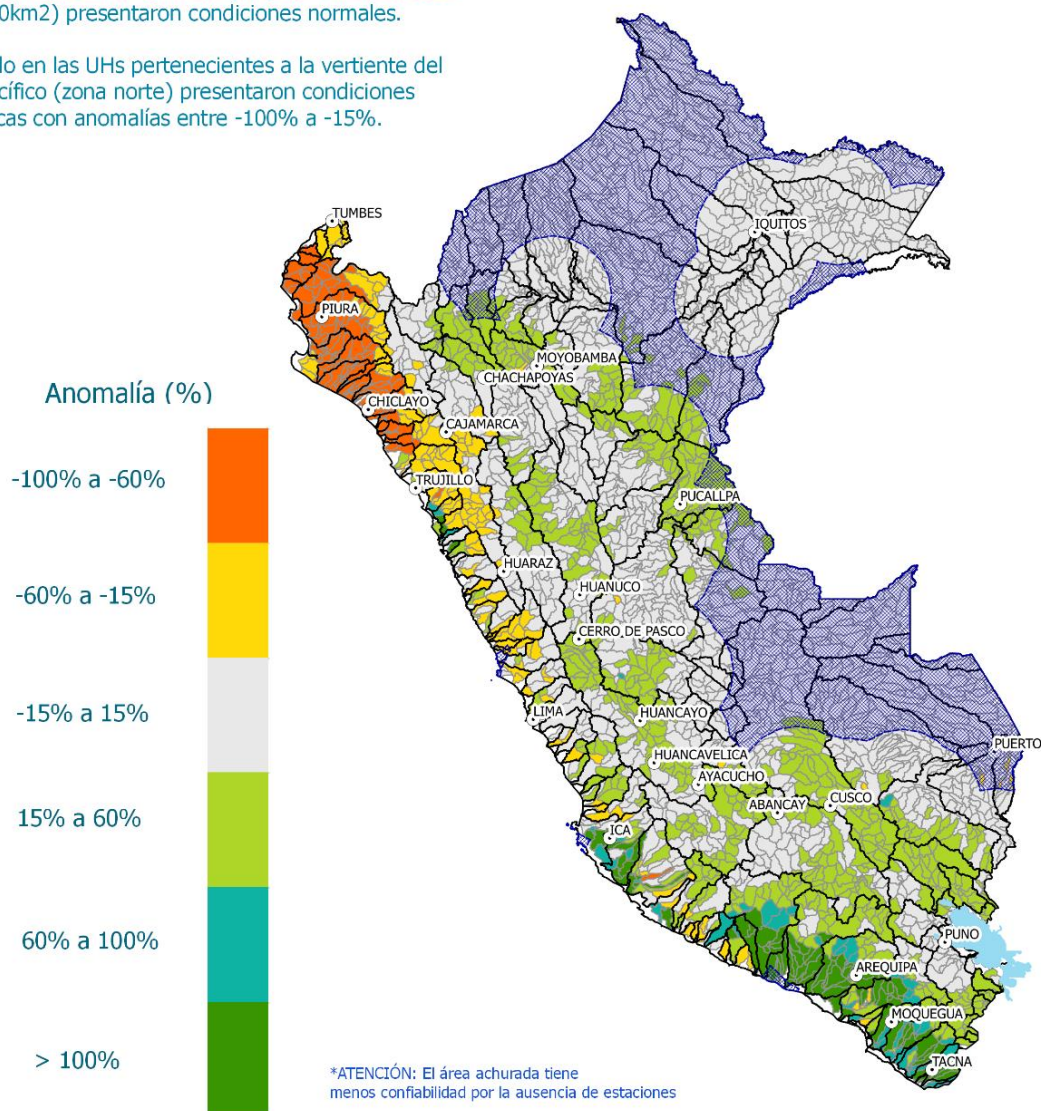 0km2) presentaron condiciones normales.
lo en las UHs pertenecientes a la vertiente del
cífico (zona norte) presentaron condiciones
cas con anomalías entre -100% a -15%.
TUMBES
IQUITOS
PIURA
MOYOBAMBA
CHACHAPOYAS
Anomalía (%)
CHICLAYO
CAJAMARCA
-100% a -60%
TRUJILLO
PUCALLPA
HUARAZ
-60% a -15%
HUANUCO
CERRO DE PASCO
-15% a 15%
LIMA
HUANCAYO
PUERTO
HUANCAVELICA
AYACUCHO
ABANCAY
CUSCO
15% a 60%
ICA
60% a 100%
PUNO
AREQUIPA
MOQUEGUA
> 100%
TACNA
*ATENCIÓN: El área achurada tiene
menos confiabilidad por la ausencia de estaciones